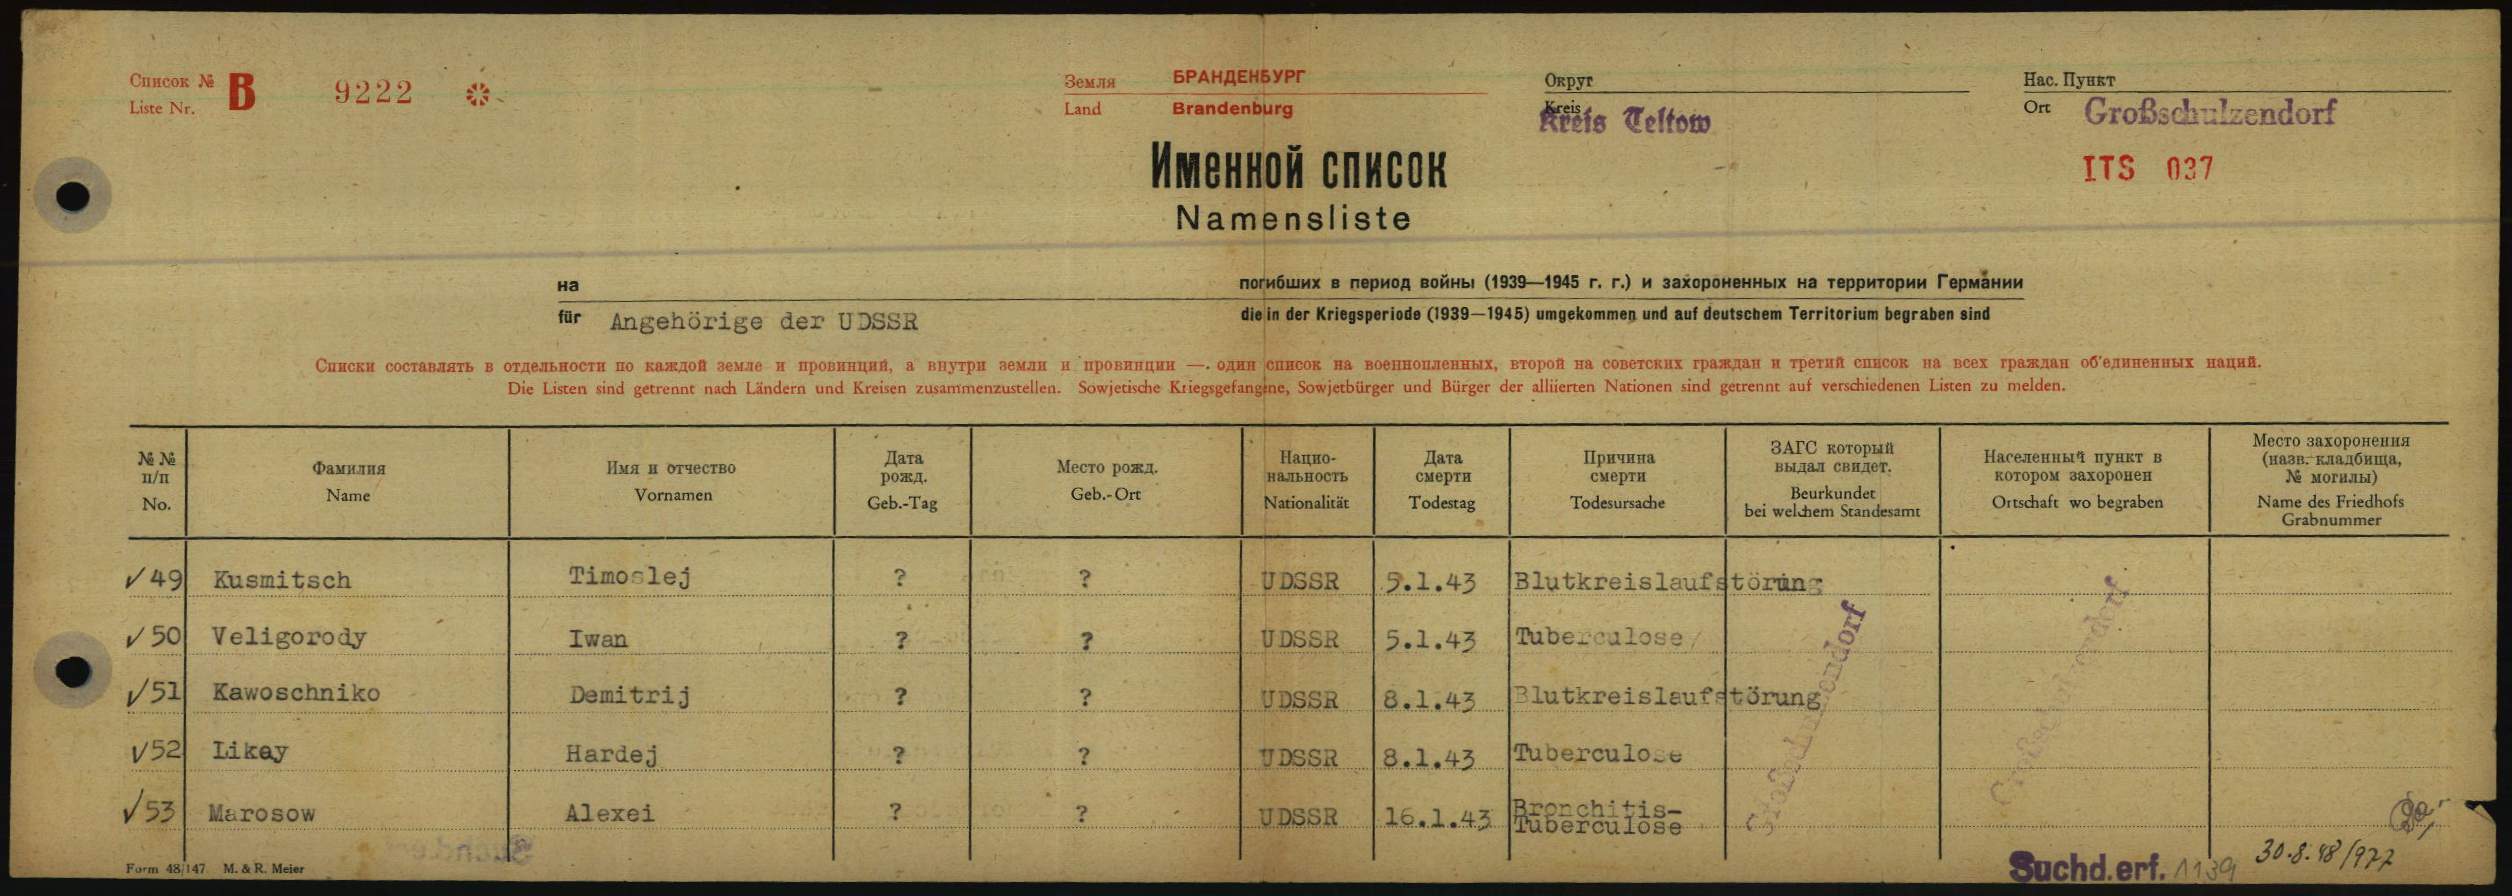 Список № B 9222
Liste Nr.
Земля БРАНДЕНБУРГ
Land Brandenburg
Округ
Kreis
Kreis Teltow
Нас. Пункт
Ort Großschulzendorf
ITS 037
Именной список
Namensliste
на погибших в период войны (1939—1945 г. г.) и захороненных на территории Германии
für Angehörige der UDSSR die in der Kriegsperiode (1939—1945) umgekommen und auf deutschem Territorium begraben sind
Списки составлять в отдельности по каждой земле и провинций, а внутри земли и провинции —. один список на военнопленных, второй на советских граждан и третий список на всех граждан об'единенных наций.
Die Listen sind getrennt nach Ländern und Kreisen zusammenzustellen. Sowjetische Kriegsgefangene, Sowjetbürger und Bürger der alliierten Nationen sind getrennt auf verschiedenen Listen zu melden.
№ №
п/п
No.
Фамилия
Name
Имя и отчество
Vornamen
Дата
рожд.
Geb.-Tag
Место рожд.
Geb.-Ort
Нацио-
нальность
Nationalität
Дата
смерти
Todestag
Причина
смерти
Todesursache
ЗАГС который
выдал свидет.
Beurkundet
bei welchem Standesamt
Населенный пункт в
котором захоронен
Ortschaft wo begraben
Место захоронения
(назв. кладбища,
№ могилы)
Name des Friedhofs
Grabnummer
✓ 49 Kusmitsch Timoslej ? ? UDSSR 5.1.43 Blutkreislaufstörung
✓ 50 Veligorody Iwan ? ? UDSSR 5.1.43 Tuberculose
✓ 51 Kawoschniko Demitrij ? ? UDSSR 8.1.43 Blutkreislaufstörung
✓ 52 Likey Hardej ? ? UDSSR 8.1.43 Tuberculose
✓ 53 Marosow Alexei ? ? UDSSR 16.1.43 Bronchitis-
Tuberculose
Großschulzendorf
Großschulzendorf
Form 48/147 M. & R. Meier
Suchd. erf. 1139
30.8.48/977